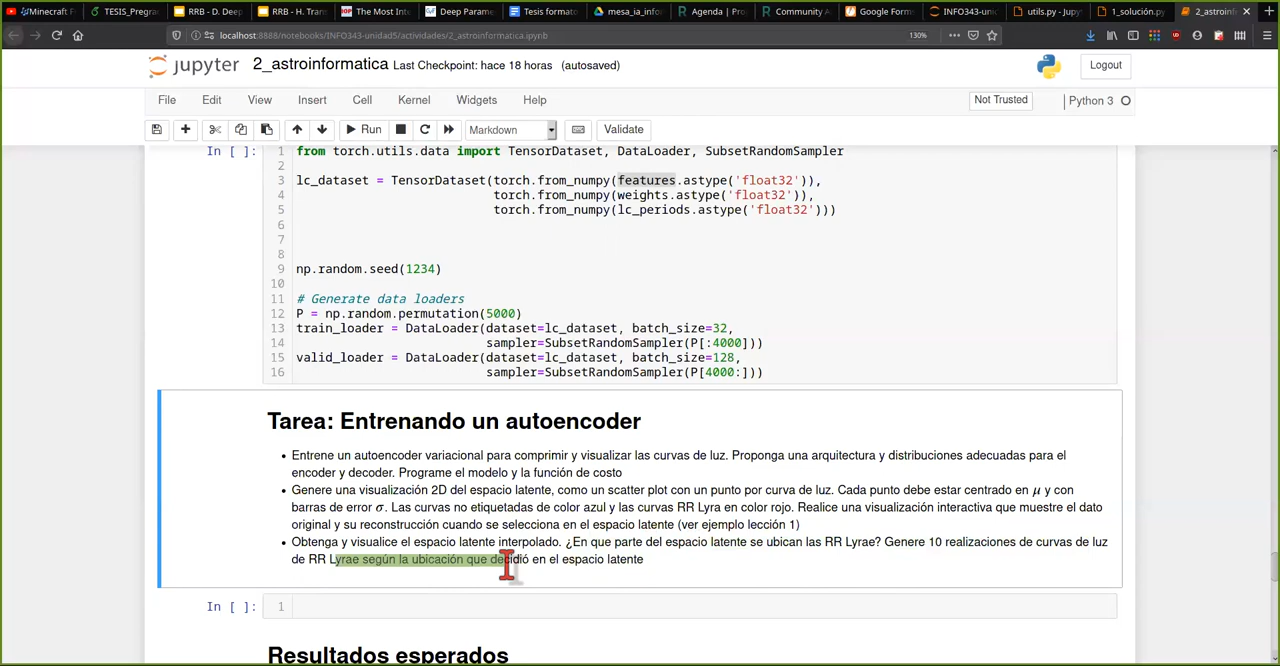 Minecraft F
TESIS_Pregra
RRB - D. Deep
RRB - H. Tran
The Most Int
Deep Parame
Tesis format
mesa_ia_info
Agenda | Pro
Community A
Google Form
INFO343-uni
utils.py - Jupyt
1_solución.py
2_astroinf
localhost:8888/notebooks/INFO343-unidad5/actividades/2_astroinformatica.ipynb
130%
jupyter 2_astroinformatica Last Checkpoint: hace 18 horas (autosaved)
Logout
File Edit View Insert Cell Kernel Widgets Help
Not Trusted
Python 3
Run
Markdown
Validate
In [ ]: 1 from torch.utils.data import TensorDataset, DataLoader, SubsetRandomSampler
2
3 lc_dataset = TensorDataset(torch.from_numpy(features.astype('float32')),
4 torch.from_numpy(weights.astype('float32')),
5 torch.from_numpy(lc_periods.astype('float32')))
6
7
8
9 np.random.seed(1234)
10
11 # Generate data loaders
12 P = np.random.permutation(5000)
13 train_loader = DataLoader(dataset=lc_dataset, batch_size=32,
14 sampler=SubsetRandomSampler(P[:4000]))
15 valid_loader = DataLoader(dataset=lc_dataset, batch_size=128,
16 sampler=SubsetRandomSampler(P[4000:]))
Tarea: Entrenando un autoencoder
• Entrene un autoencoder variacional para comprimir y visualizar las curvas de luz. Proponga una arquitectura y distribuciones adecuadas para el
encoder y decoder. Programe el modelo y la función de costo
• Genere una visualización 2D del espacio latente, como un scatter plot con un punto por curva de luz. Cada punto debe estar centrado en μ y con
barras de error σ. Las curvas no etiquetadas de color azul y las curvas RR Lyra en color rojo. Realice una visualización interactiva que muestre el dato
original y su reconstrucción cuando se selecciona en el espacio latente (ver ejemplo lección 1)
• Obtenga y visualice el espacio latente interpolado. ¿En que parte del espacio latente se ubican las RR Lyrae? Genere 10 realizaciones de curvas de luz
de RR Lyrae según la ubicación que decidió en el espacio latente
In [ ]: 1
Resultados esperados